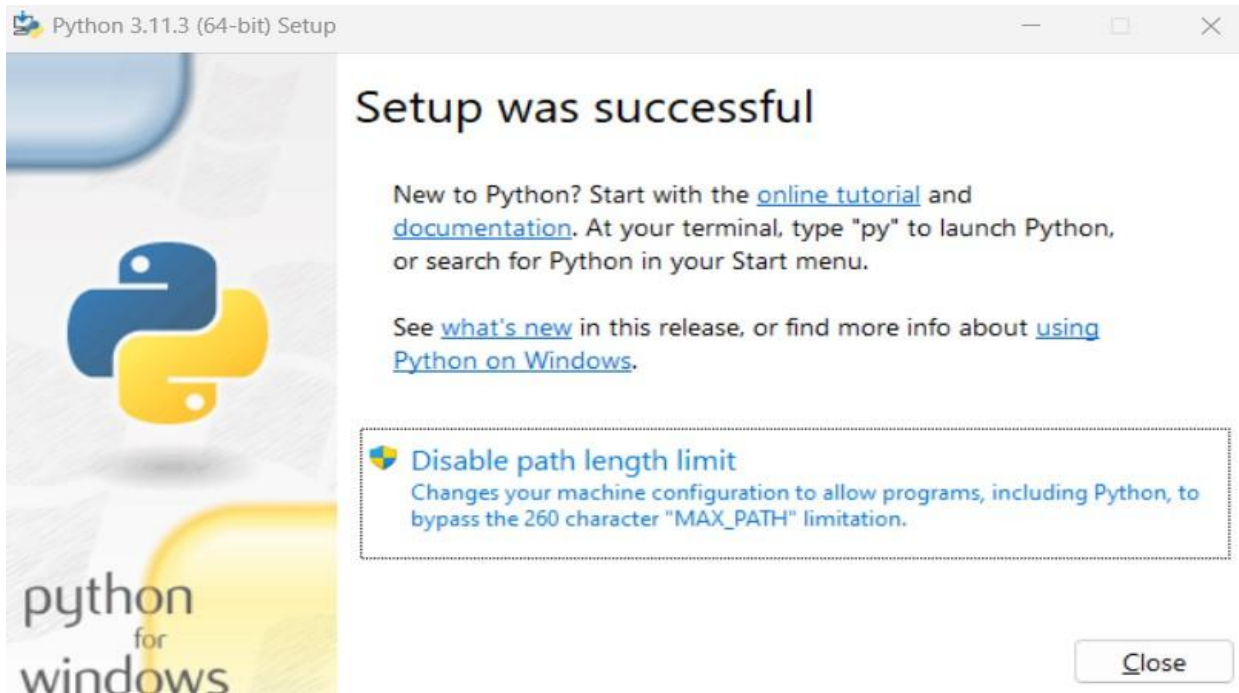 Python 3.11.3 (64-bit) Setup
Setup was successful
New to Python? Start with the online tutorial and
documentation. At your terminal, type "py" to launch Python,
or search for Python in your Start menu.
See what's new in this release, or find more info about using
Python on Windows.
Disable path length limit
Changes your machine configuration to allow programs, including Python, to
bypass the 260 character "MAX_PATH" limitation.
python
for
windows
Close